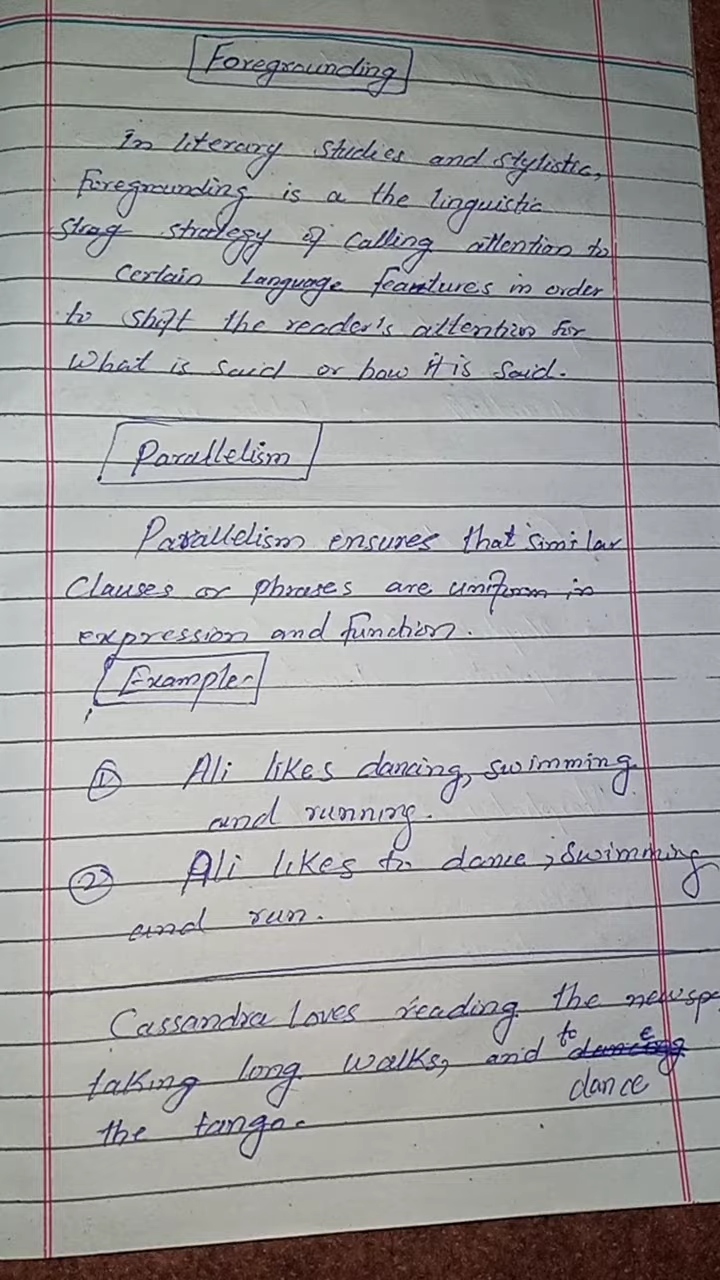 Foregrounding
In literary studies and stylistic,
Foregrounding is a the linguistic
strag strategy of calling attention to
certain language features in order
to shift the reader's attention for
what is said or how it is said.
Parallelism
Parallelism ensures that similar
Clauses or phrases are uniform in
expression and function.
Example-
① Ali likes dancing, swimming
and running.
② Ali likes to dance, swimming
and run.
Cassandra loves reading the newspe
taking long walks, and to
dance
the tango.